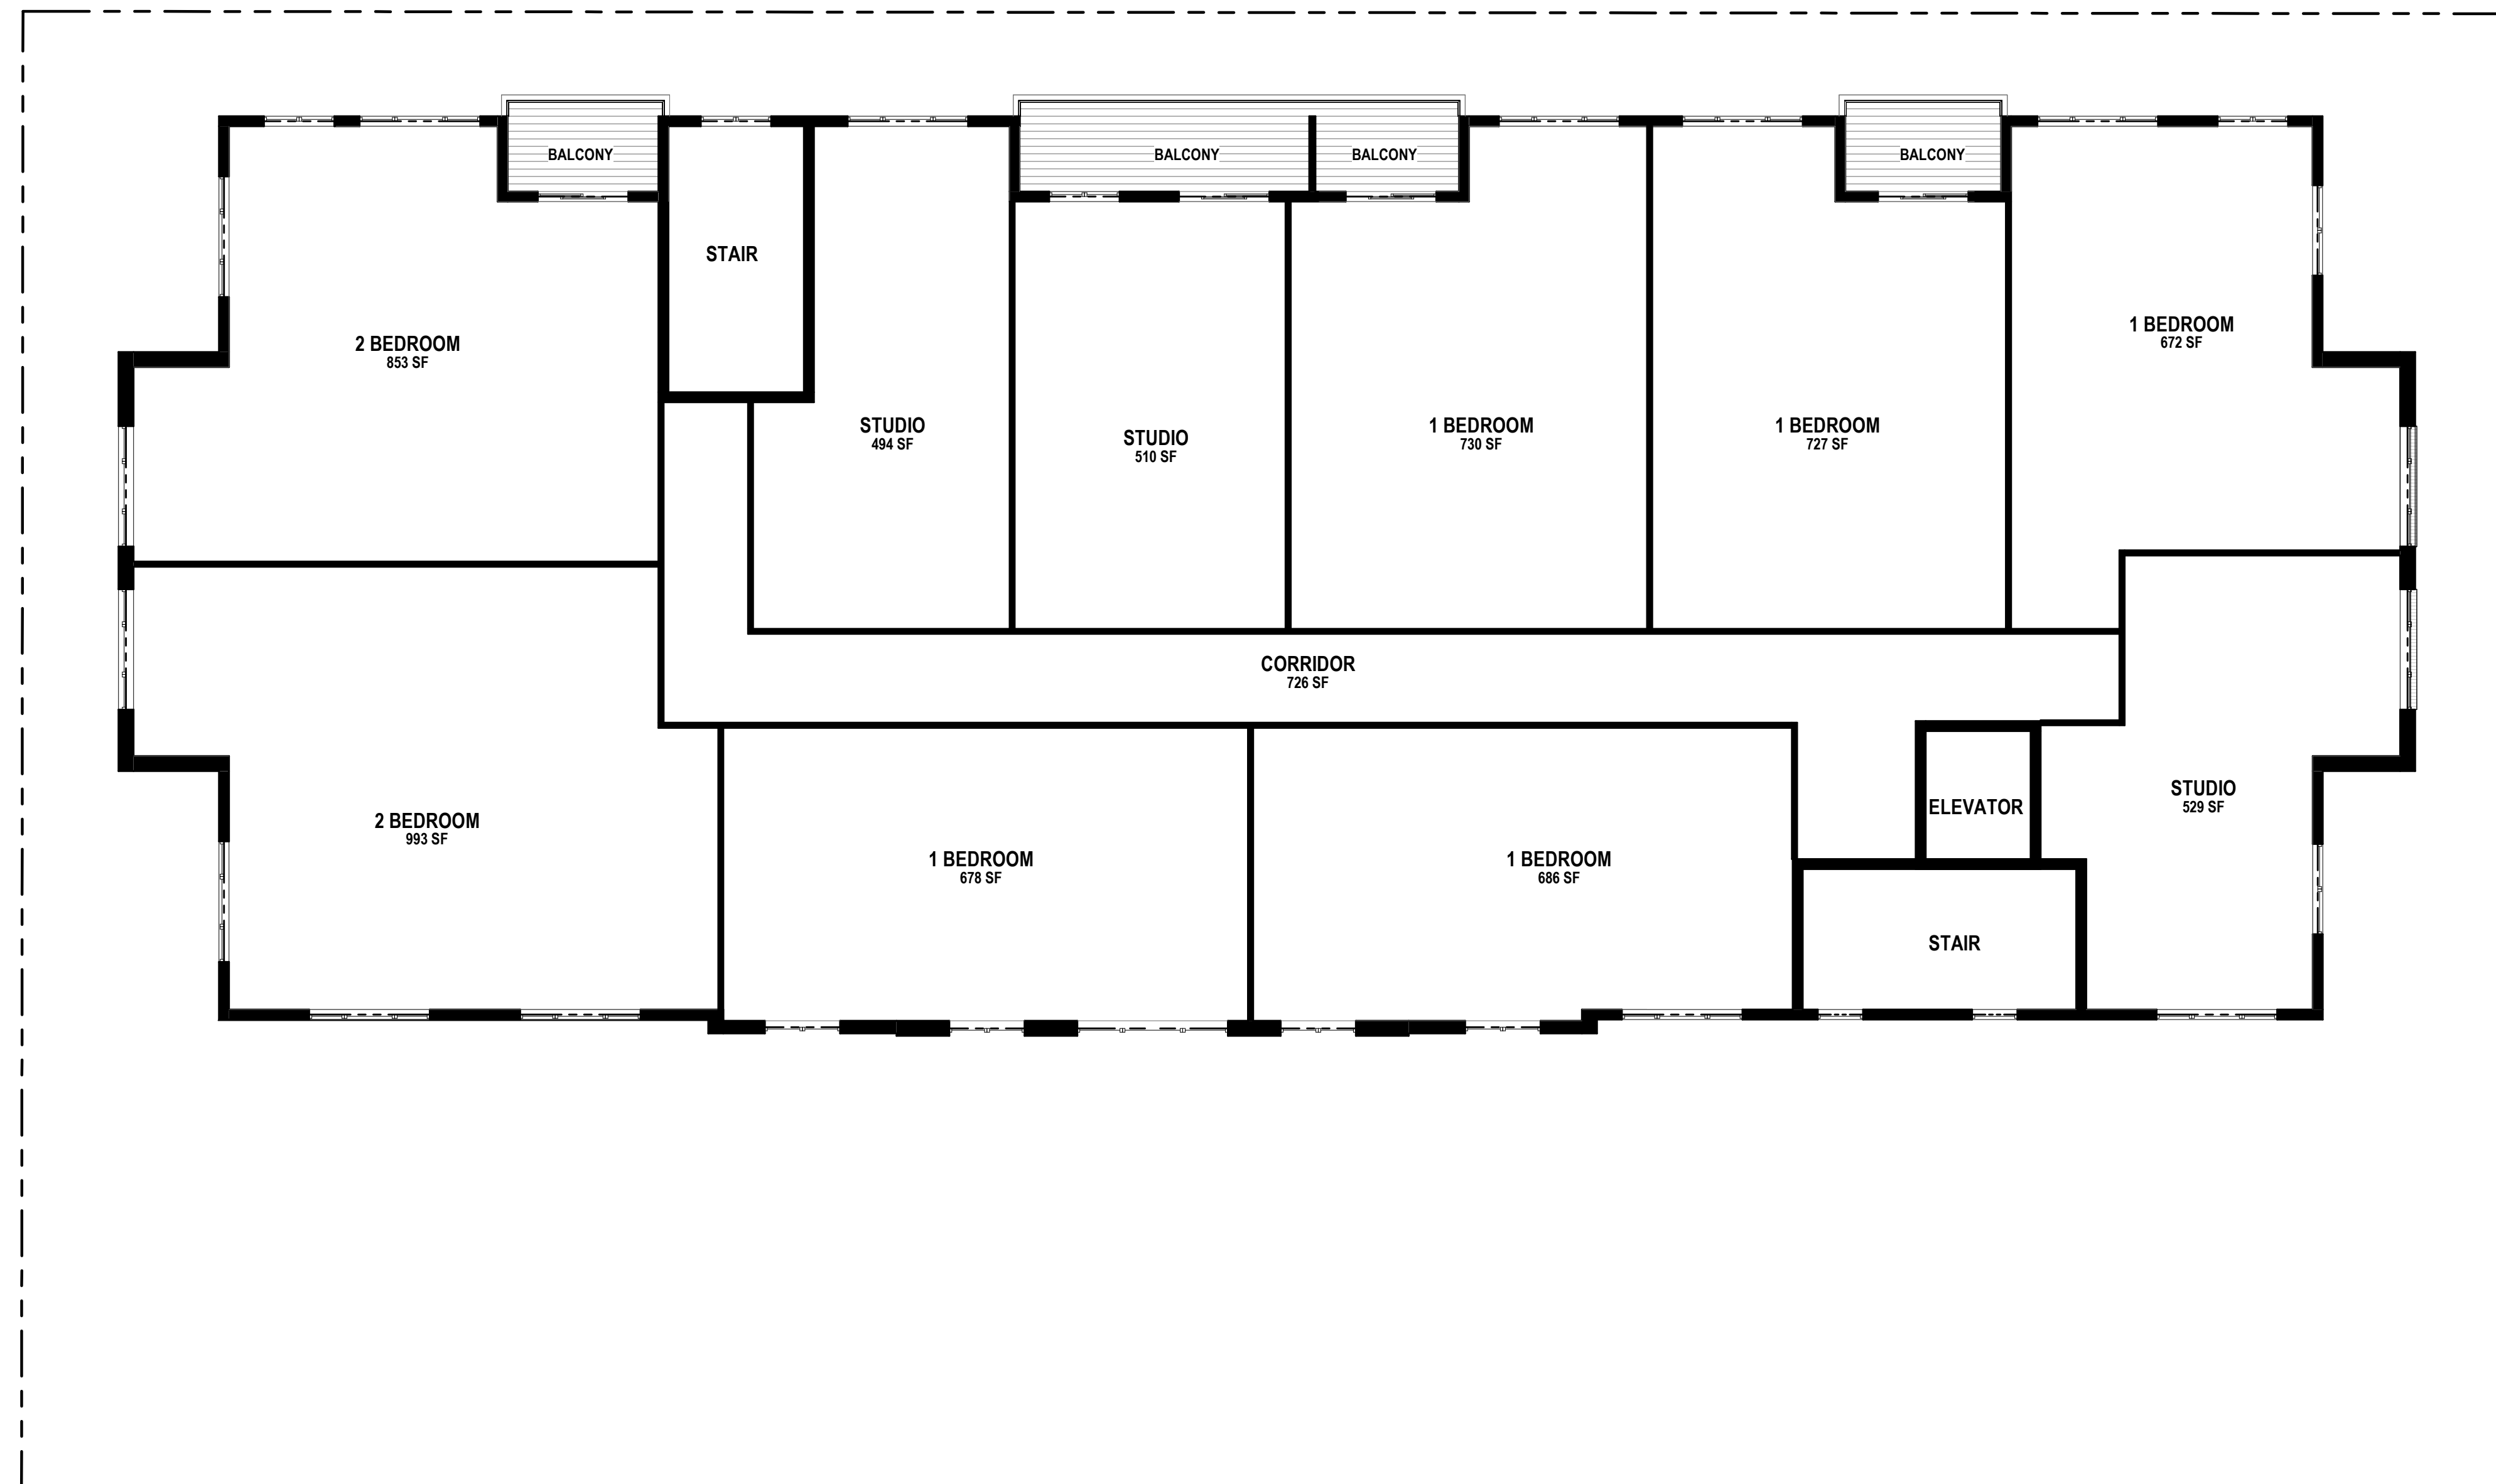 BALCONY
BALCONY
BALCONY
BALCONY
STAIR
2 BEDROOM
853 SF
STUDIO
494 SF
STUDIO
510 SF
1 BEDROOM
730 SF
1 BEDROOM
727 SF
1 BEDROOM
672 SF
CORRIDOR
726 SF
2 BEDROOM
993 SF
1 BEDROOM
678 SF
1 BEDROOM
686 SF
ELEVATOR
STUDIO
529 SF
STAIR